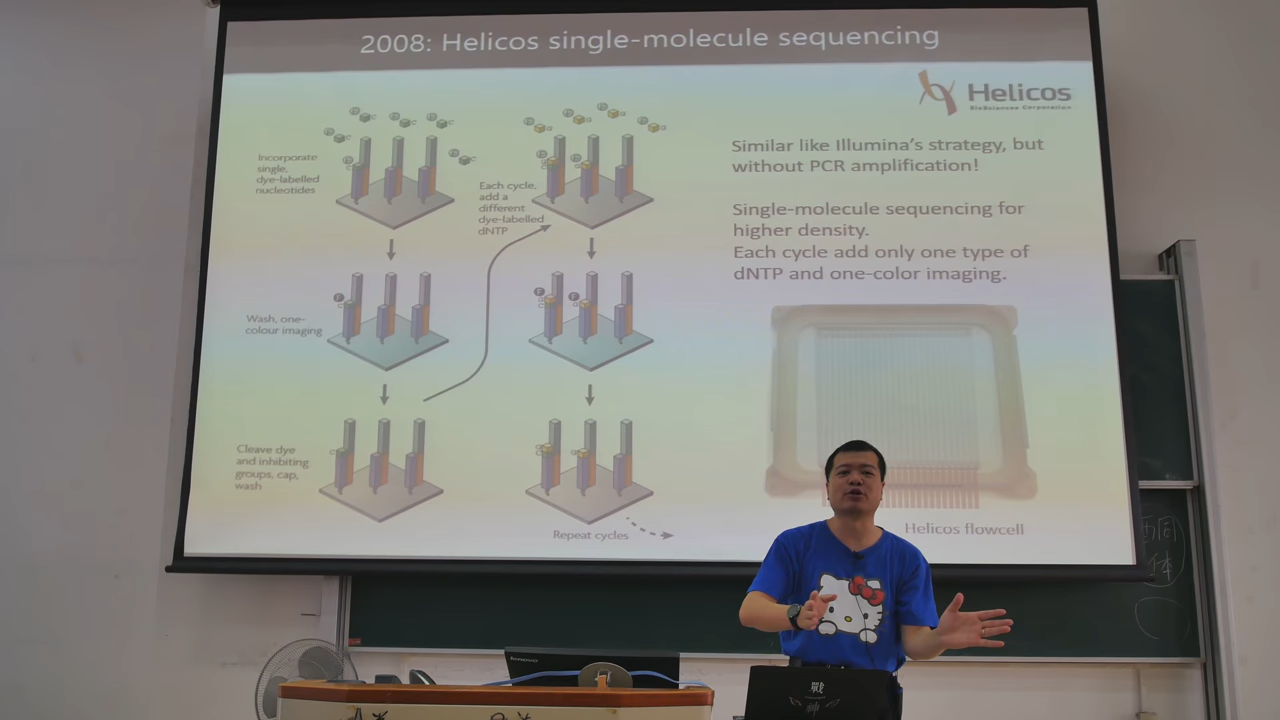 2008: Helicos single-molecule sequencing
Helicos
BioSciences Corporation
Incorporate
single,
dye-labelled
nucleotides
Each cycle,
add a
different
dye-labelled
dNTP
Wash, one-
colour imaging
Cleave dye
and inhibiting
groups, cap,
wash
Repeat cycles
Similar like Illumina's strategy, but
without PCR amplification!
Single-molecule sequencing for
higher density.
Each cycle add only one type of
dNTP and one-color imaging.
Helicos flowcell
lenovo
戰
神